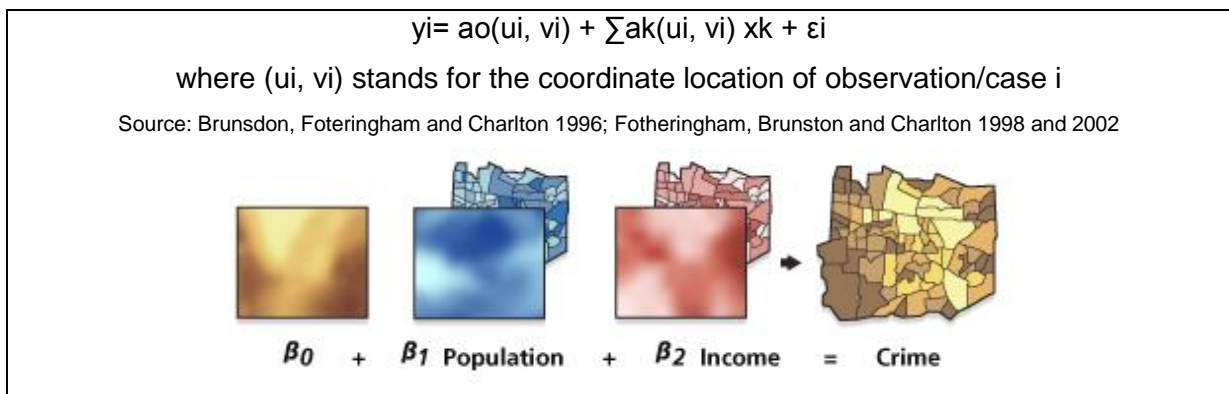 yi= ao(ui, vi) + ∑ak(ui, vi) xk + εi
where (ui, vi) stands for the coordinate location of observation/case i
Source: Brunsdon, Foteringham and Charlton 1996; Fotheringham, Brunston and Charlton 1998 and 2002
β0 + β1 Population + β2 Income = Crime